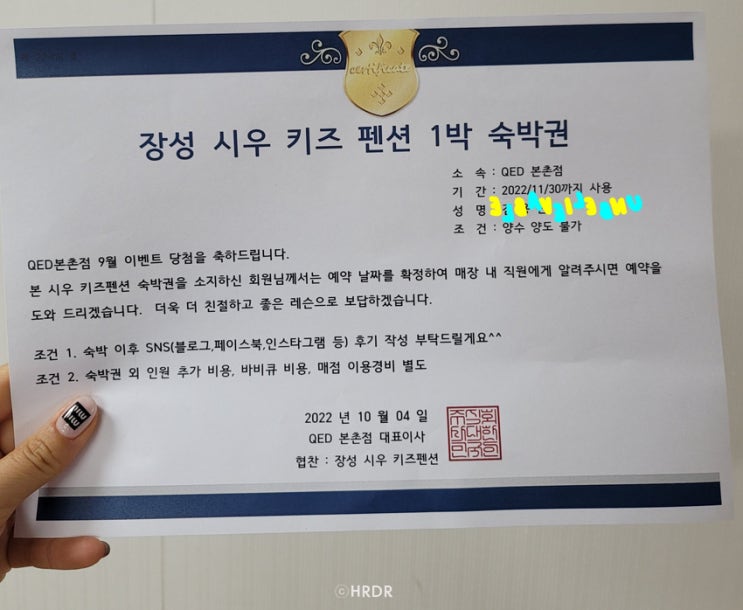 certificate
장성 시우 키즈 펜션 1박 숙박권
소 속 : QED 본촌점
기 간 : 2022/11/30까지 사용
성 명
조 건 : 양수 양도 불가
QED본촌점 9월 이벤트 당첨을 축하드립니다.
본 시우 키즈펜션 숙박권을 소지하신 회원님께서는 예약 날짜를 확정하여 매장 내 직원에게 알려주시면 예약을
도와 드리겠습니다. 더욱 더 친절하고 좋은 레슨으로 보답하겠습니다.
조건 1. 숙박 이후 SNS(블로그,페이스북,인스타그램 등) 후기 작성 부탁드릴게요^^
조건 2. 숙박권 외 인원 추가 비용, 바비큐 비용, 매점 이용경비 별도
2022 년 10 월 04 일
QED 본촌점 대표이사
협찬 : 장성 시우 키즈펜션
ⓒHRDR